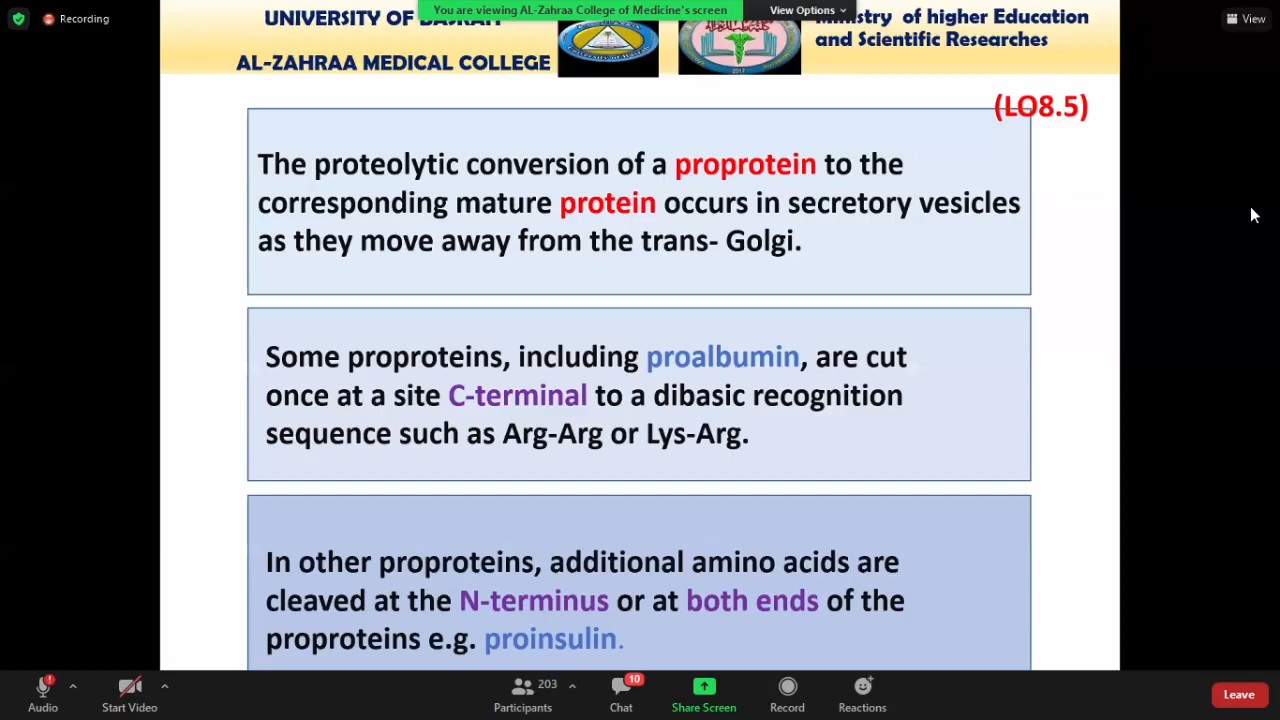 You are viewing AL-Zahraa College of Medicine's screen
View Options
Recording
View
UNIVERSITY OF BASRAH
AL-ZAHRAA MEDICAL COLLEGE
2017
Ministry of higher Education
and Scientific Researches
(LO8.5)
The proteolytic conversion of a proprotein to the
corresponding mature protein occurs in secretory vesicles
as they move away from the trans- Golgi.
Some proproteins, including proalbumin, are cut
once at a site C-terminal to a dibasic recognition
sequence such as Arg-Arg or Lys-Arg.
In other proproteins, additional amino acids are
cleaved at the N-terminus or at both ends of the
proproteins e.g. proinsulin.
Audio
Start Video
203
Participants
10
Chat
Share Screen
Record
Reactions
Leave